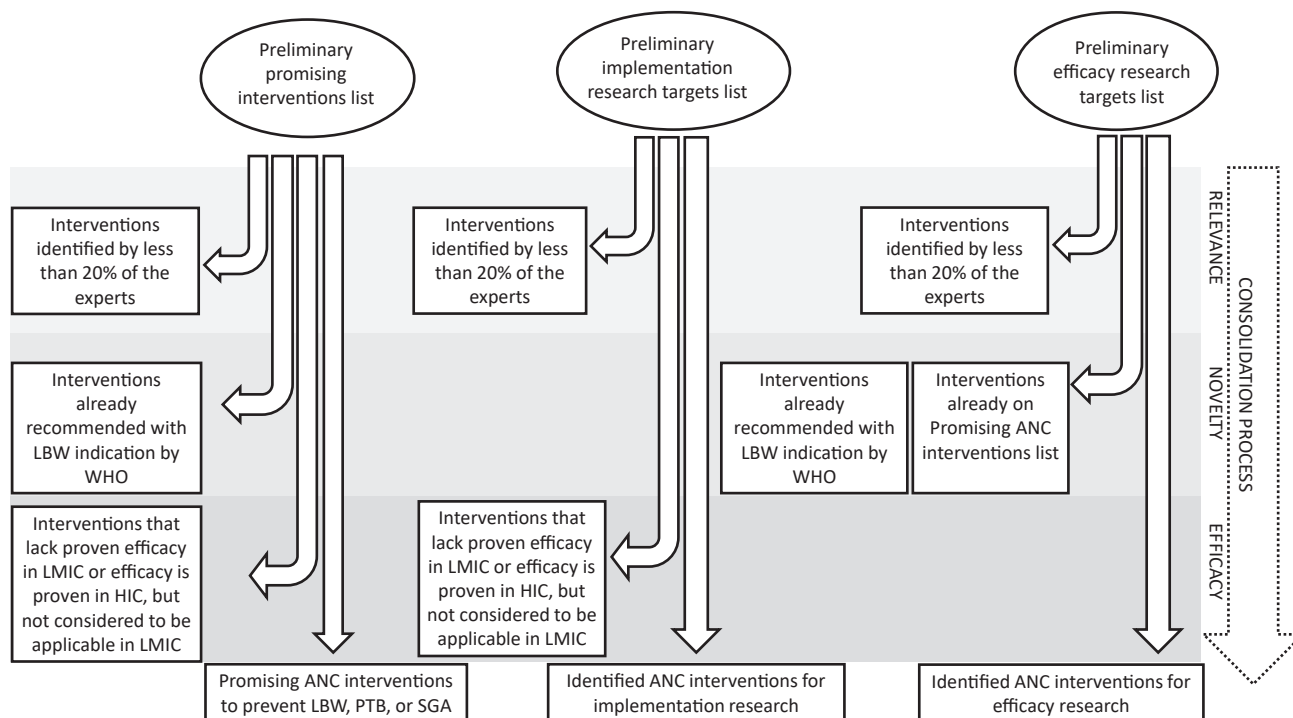 Preliminary
promising
interventions list
Preliminary
implementation
research targets list
Preliminary
efficacy research
targets list
Interventions
identified by less
than 20% of the
experts
Interventions
identified by less
than 20% of the
experts
Interventions
identified by less
than 20% of the
experts
RELEVANCE
Interventions
already
recommended with
LBW indication by
WHO
Interventions
already
recommended with
LBW indication by
WHO
Interventions
already on
Promising ANC
interventions list
NOVELTY
CONSOLIDATION PROCESS
Interventions that
lack proven efficacy
in LMIC or efficacy is
proven in HIC, but
not considered to be
applicable in LMIC
Interventions that
lack proven efficacy
in LMIC or efficacy is
proven in HIC, but
not considered to be
applicable in LMIC
EFFICACY
Promising ANC interventions
to prevent LBW, PTB, or SGA
Identified ANC interventions for
implementation research
Identified ANC interventions for
efficacy research